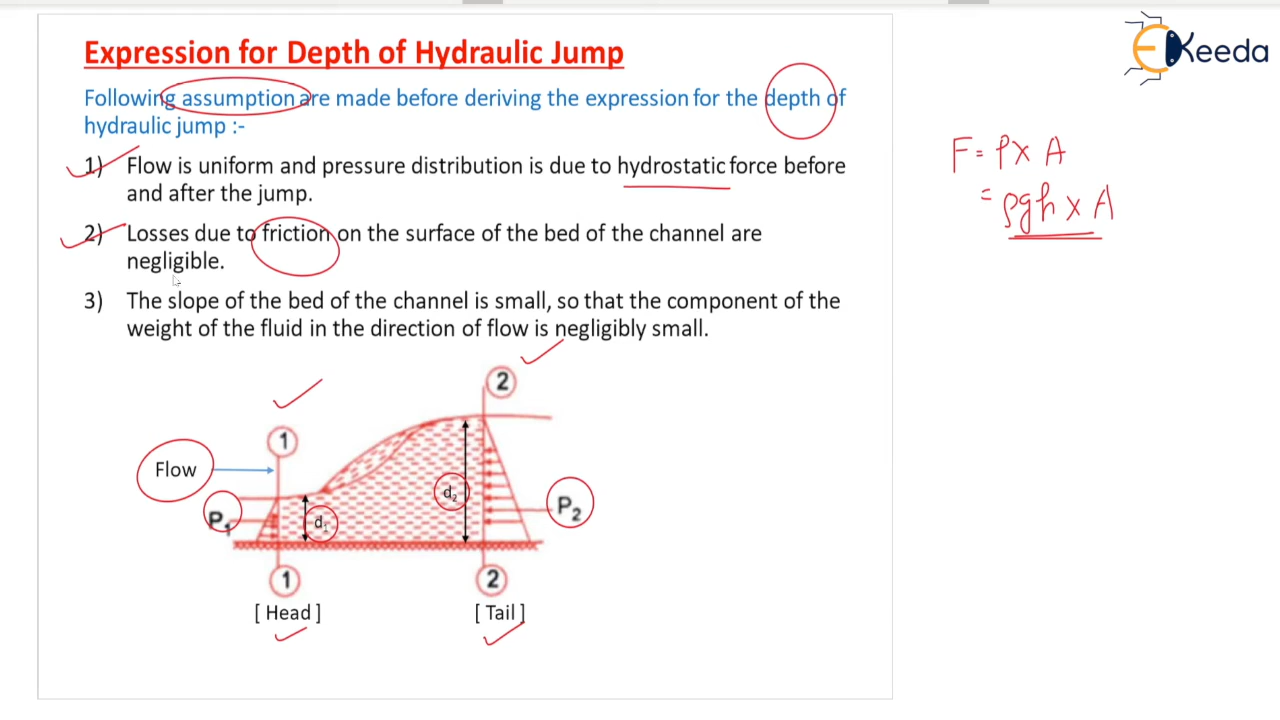 Expression for Depth of Hydraulic Jump
EKeeda
Following assumption are made before deriving the expression for the depth of
hydraulic jump :-
1) Flow is uniform and pressure distribution is due to hydrostatic force before
and after the jump.
2) Losses due to friction on the surface of the bed of the channel are
negligible.
3) The slope of the bed of the channel is small, so that the component of the
weight of the fluid in the direction of flow is negligibly small.
F = P x A
= ρgh x A
2
1
Flow
d₂
P₂
P₁
d₁
1
2
[ Head ]
[ Tail ]